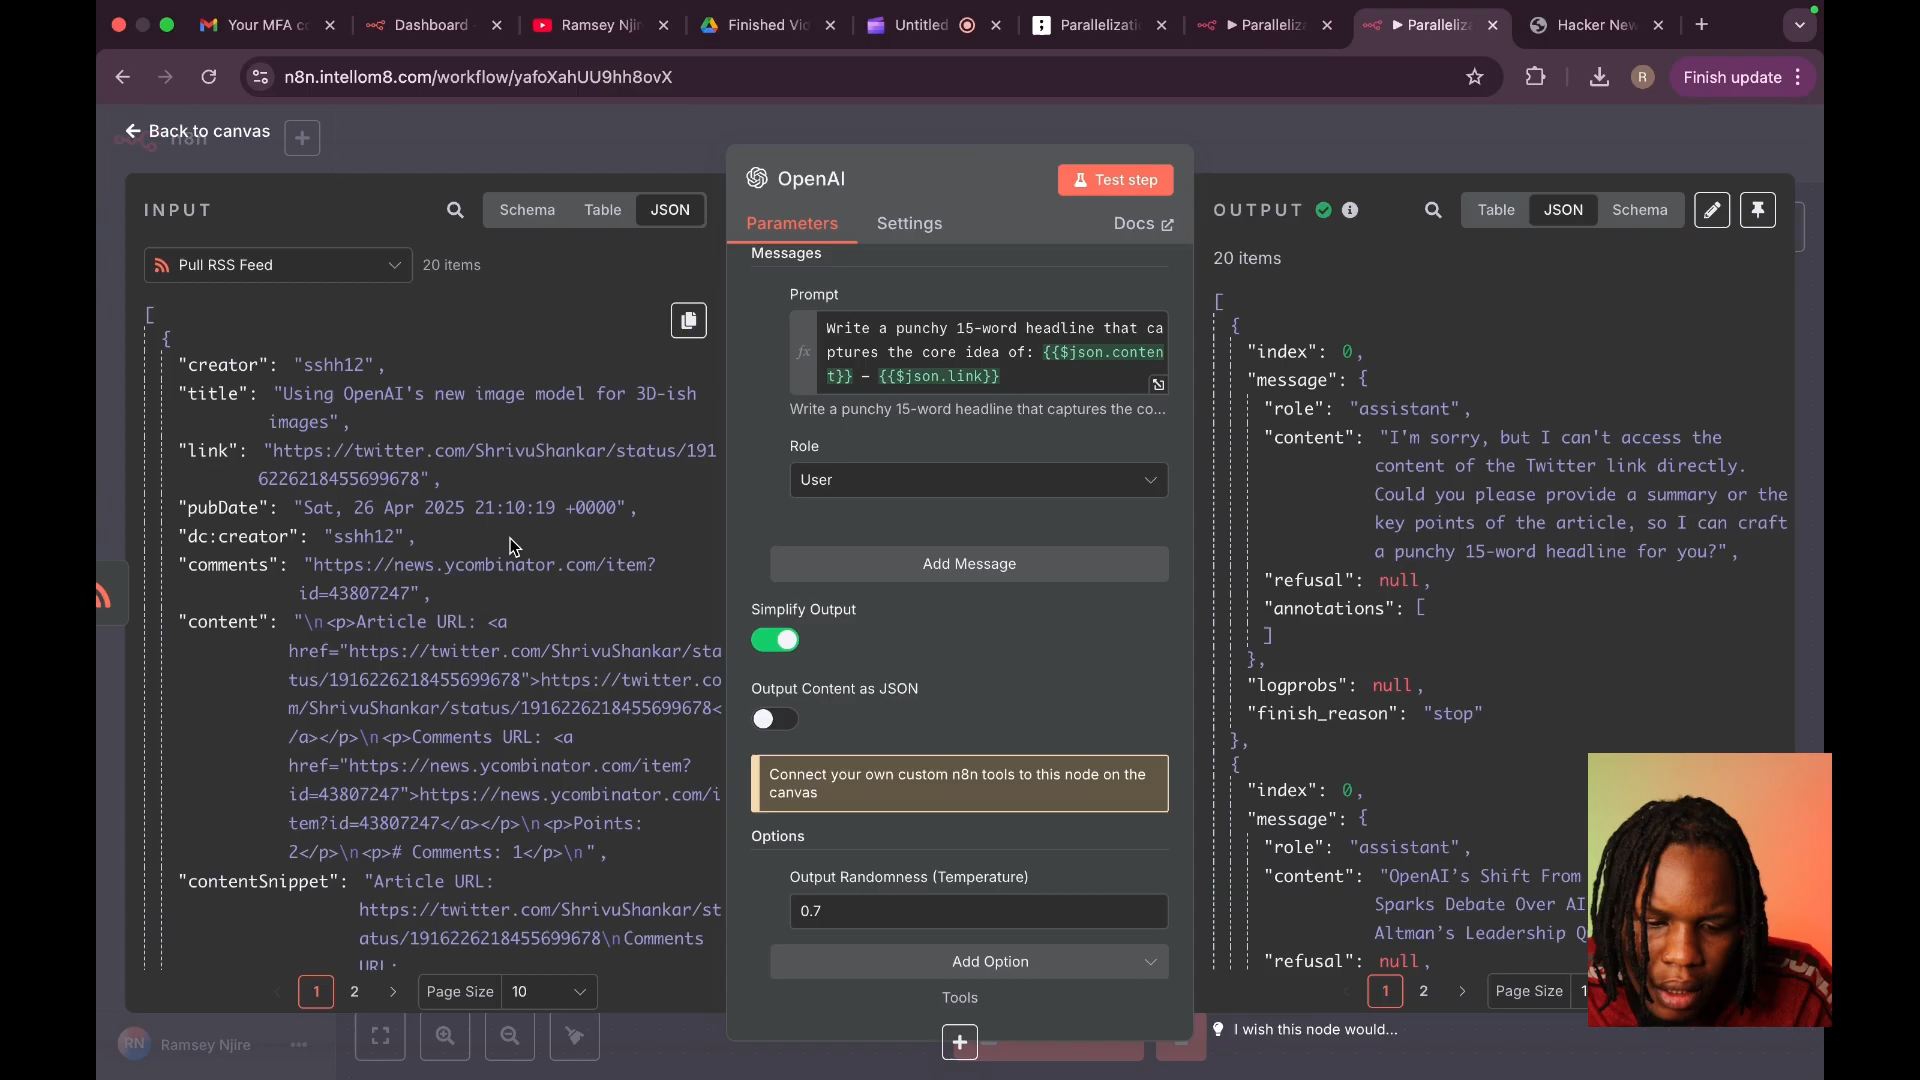 Your MFA c
Dashboard
Ramsey Njir
Finished Vic
Untitled
Parallelizati
Paralleliza
Paralleliza
Hacker New
n8n.intellom8.com/workflow/yafoXahUU9hh8ovX
R
Finish update
Back to canvas
n8n
INPUT
Schema
Table
JSON
Pull RSS Feed
20 items
[
{
"creator": "sshh12",
"title": "Using OpenAI's new image model for 3D-ish
images",
"link": "https://twitter.com/ShrivuShankar/status/191
6226218455699678",
"pubDate": "Sat, 26 Apr 2025 21:10:19 +0000",
"dc:creator": "sshh12",
"comments": "https://news.ycombinator.com/item?
id=43807247",
"content": "\n<p>Article URL: <a
href="https://twitter.com/ShrivuShankar/sta
tus/1916226218455699678">https://twitter.co
m/ShrivuShankar/status/1916226218455699678<
/a></p>\n<p>Comments URL: <a
href="https://news.ycombinator.com/item?
id=43807247">https://news.ycombinator.com/i
tem?id=43807247</a></p>\n<p>Points:
2</p>\n<p># Comments: 1</p>\n",
"contentSnippet": "Article URL:
https://twitter.com/ShrivuShankar/st
atus/1916226218455699678\nComments
URL:
1
2
Page Size
10
RN
Ramsey Njire
OpenAI
Test step
Parameters
Settings
Docs
Messages
Prompt
fx
Write a punchy 15-word headline that ca
ptures the core idea of: {{$json.conten
t}} – {{$json.link}}
Write a punchy 15-word headline that captures the co...
Role
User
Add Message
Simplify Output
Output Content as JSON
Connect your own custom n8n tools to this node on the
canvas
Options
Output Randomness (Temperature)
0.7
Add Option
Tools
OUTPUT
Table
JSON
Schema
20 items
[
{
"index": 0,
"message": {
"role": "assistant",
"content": "I'm sorry, but I can't access the
content of the Twitter link directly.
Could you please provide a summary or the
key points of the article, so I can craft
a punchy 15-word headline for you?",
"refusal": null,
"annotations": [
]
},
"logprobs": null,
"finish_reason": "stop"
},
{
"index": 0,
"message": {
"role": "assistant",
"content": "OpenAI’s Shift From
Sparks Debate Over AI
Altman’s Leadership Q
"refusal": null,
1
2
Page Size
1
I wish this node would...